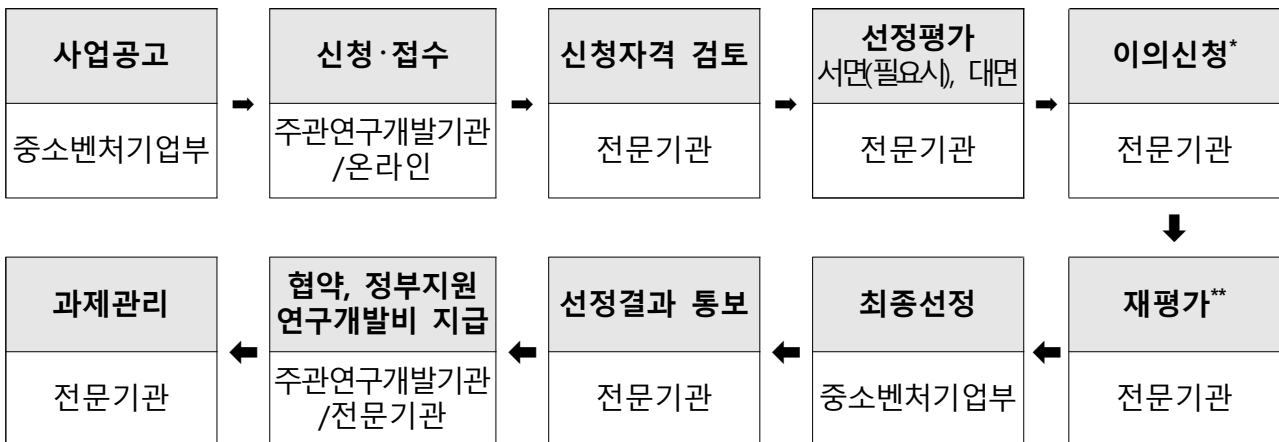 사업공고
중소벤처기업부
➡
신청·접수
주관연구개발기관
/온라인
➡
신청자격 검토
전문기관
➡
선정평가
서면(필요시), 대면
전문기관
➡
이의신청*
전문기관
⬇
재평가**
전문기관
⬅
최종선정
중소벤처기업부
⬅
선정결과 통보
전문기관
⬅
협약, 정부지원
연구개발비 지급
주관연구개발기관
/전문기관
⬅
과제관리
전문기관